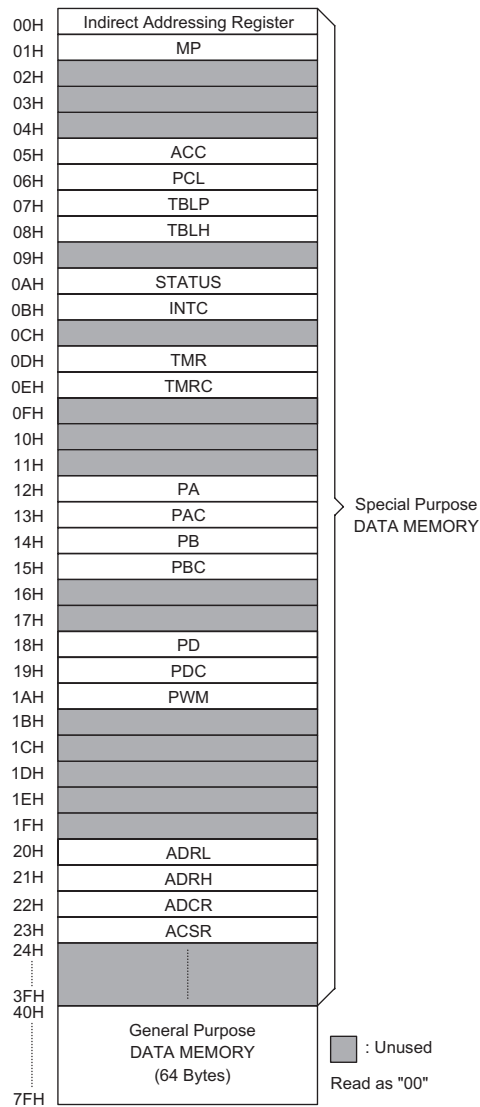 00H Indirect Addressing Register
01H MP
02H
03H
04H
05H ACC
06H PCL
07H TBLP
08H TBLH
09H
0AH STATUS
0BH INTC
0CH
0DH TMR
0EH TMRC
0FH
10H
11H
12H PA
13H PAC
14H PB
15H PBC
16H
17H
18H PD
19H PDC
1AH PWM
1BH
1CH
1DH
1EH
1FH
20H ADRL
21H ADRH
22H ADCR
23H ACSR
24H
3FH
40H
General Purpose
DATA MEMORY
(64 Bytes)
7FH
Special Purpose
DATA MEMORY
: Unused
Read as "00"